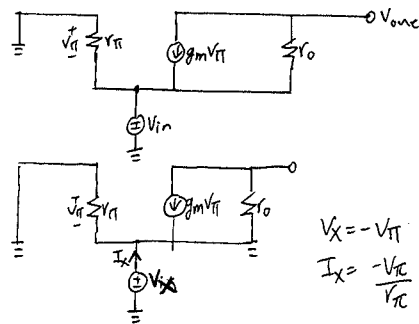 Vout
+
Vπ
-
rπ
gmVπ
ro
Vin
+
Vπ
-
rπ
gmVπ
ro
Ix
Vx
Vx = -Vπ
Ix = -Vπ / rπ